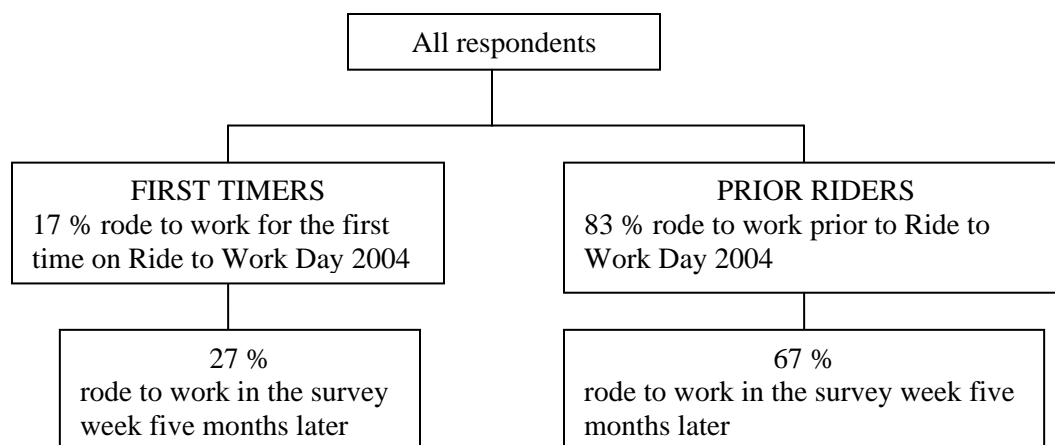 All respondents
FIRST TIMERS
17 % rode to work for the first
time on Ride to Work Day 2004
PRIOR RIDERS
83 % rode to work prior to Ride to
Work Day 2004
27 %
rode to work in the survey
week five months later
67 %
rode to work in the survey week five
months later